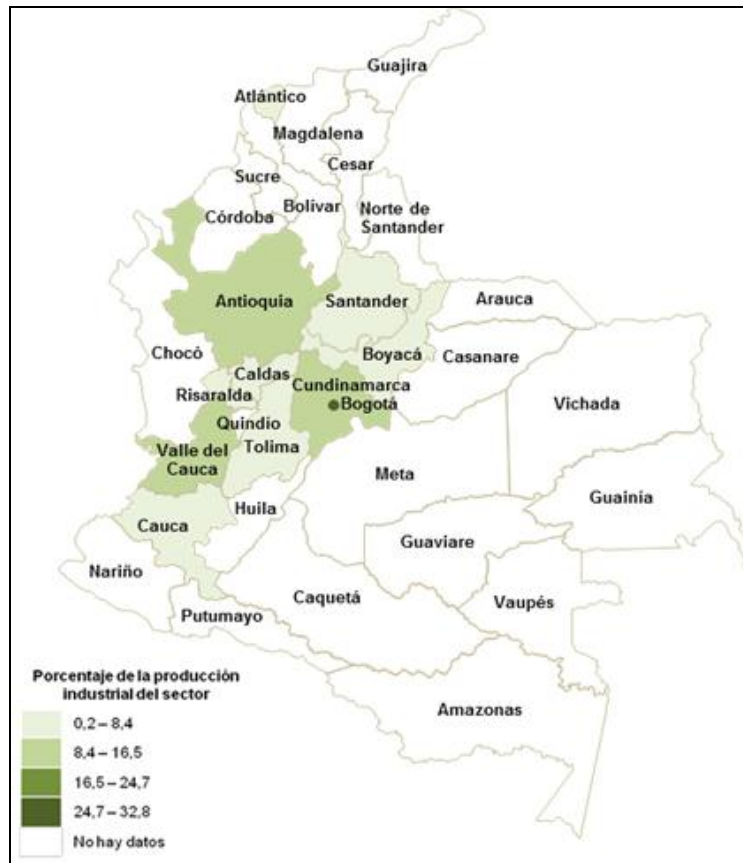 Guajira
Atlántico
Magdalena
Cesar
Sucre
Bolívar
Norte de
Santander
Córdoba
Antioquia
Santander
Arauca
Chocò
Boyacá
Casanare
Caldas
Cundinamarca
Risaralda
Bogotá
Vichada
Quindio
Valle del
Cauca
Tolima
Meta
Guainía
Huila
Cauca
Guaviare
Nariño
Caquetá
Vaupés
Putumayo
Amazonas
Porcentaje de la producción
industrial del sector
0,2 – 8,4
8,4 – 16,5
16,5 – 24,7
24,7 – 32,8
No hay datos